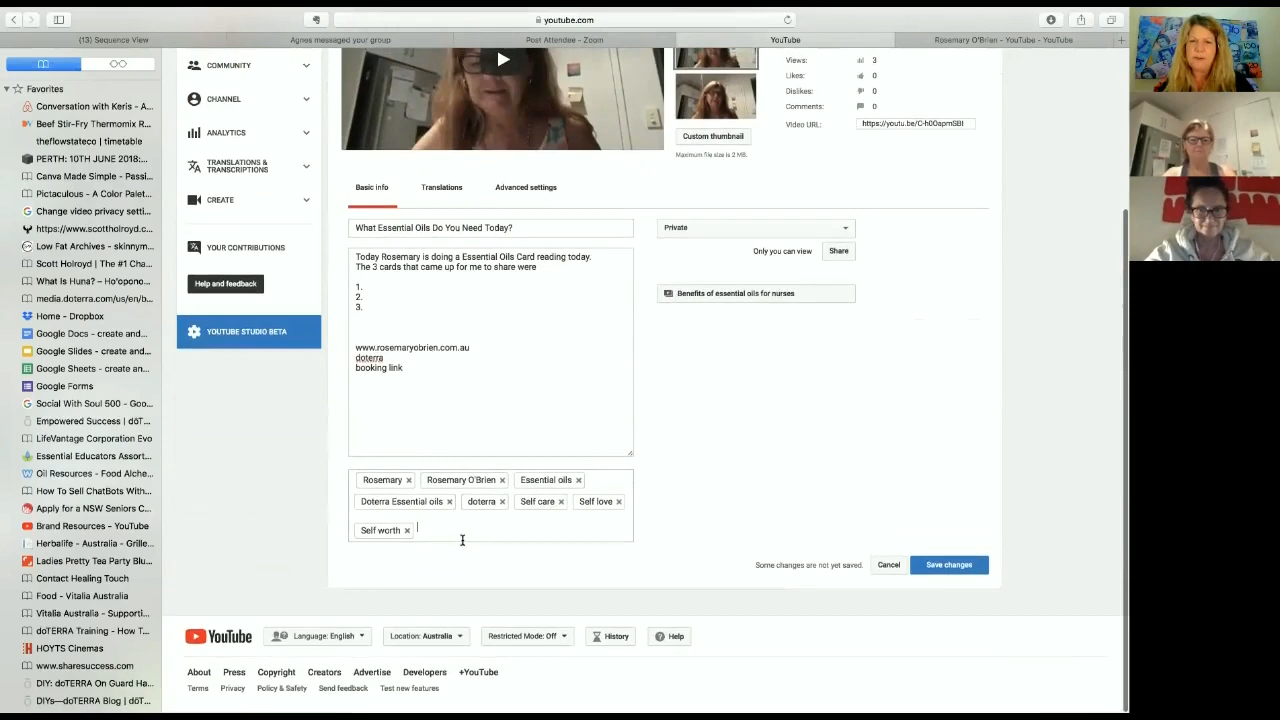 youtube.com
(13) Sequence View
Agnes messaged your group
Post Attendee - Zoom
YouTube
Rosemary O'Brien - YouTube - YouTube
Favorites
Conversation with Keris - A...
Beef Stir-Fry Thermomix R...
theflowstateco | timetable
PERTH: 10TH JUNE 2018:...
Canva Made Simple - Passi...
Pictaculous - A Color Palet...
Change video privacy setti...
https://www.scottholroyd.c...
Low Fat Archives - skinnym...
Scott Holroyd | The #1 Cha...
What Is Huna? – Ho'opono...
media.doterra.com/us/en/b...
Home - Dropbox
Google Docs - create and...
Google Slides - create and...
Google Sheets - create an...
Google Forms
Social With Soul 500 - Goo...
Empowered Success | dōT...
LifeVantage Corporation Evo
Essential Educators Assort...
Oil Resources - Food Alche...
How To Sell ChatBots With...
Apply for a NSW Seniors C...
Brand Resources - YouTube
Herbalife - Australia - Grille...
Ladies Pretty Tea Party Blu...
Contact Healing Touch
Food - Vitalia Australia
Vitalia Australia - Supporti...
doTERRA Training - How T...
HOYTS Cinemas
www.sharesuccess.com
DIY: doTERRA On Guard Ha...
DIYs—doTERRA Blog | dōT...
COMMUNITY
CHANNEL
ANALYTICS
TRANSLATIONS &
TRANSCRIPTIONS
CREATE
YOUR CONTRIBUTIONS
Help and feedback
YOUTUBE STUDIO BETA
Custom thumbnail
Maximum file size is 2 MB.
Views: 3
Likes: 0
Dislikes: 0
Comments: 0
Video URL: https://youtu.be/C-h0OapmSBI
Basic info Translations Advanced settings
What Essential Oils Do You Need Today?
Today Rosemary is doing a Essential Oils Card reading today.
The 3 cards that came up for me to share were
1.
2.
3.
www.rosemaryobrien.com.au
doterra
booking link
Private
Only you can view Share
Benefits of essential oils for nurses
Rosemary × Rosemary O'Brien × Essential oils ×
Doterra Essential oils × doterra × Self care × Self love ×
Self worth ×
Some changes are not yet saved. Cancel Save changes
YouTube Language: English Location: Australia Restricted Mode: Off History Help
About Press Copyright Creators Advertise Developers +YouTube
Terms Privacy Policy & Safety Send feedback Test new features